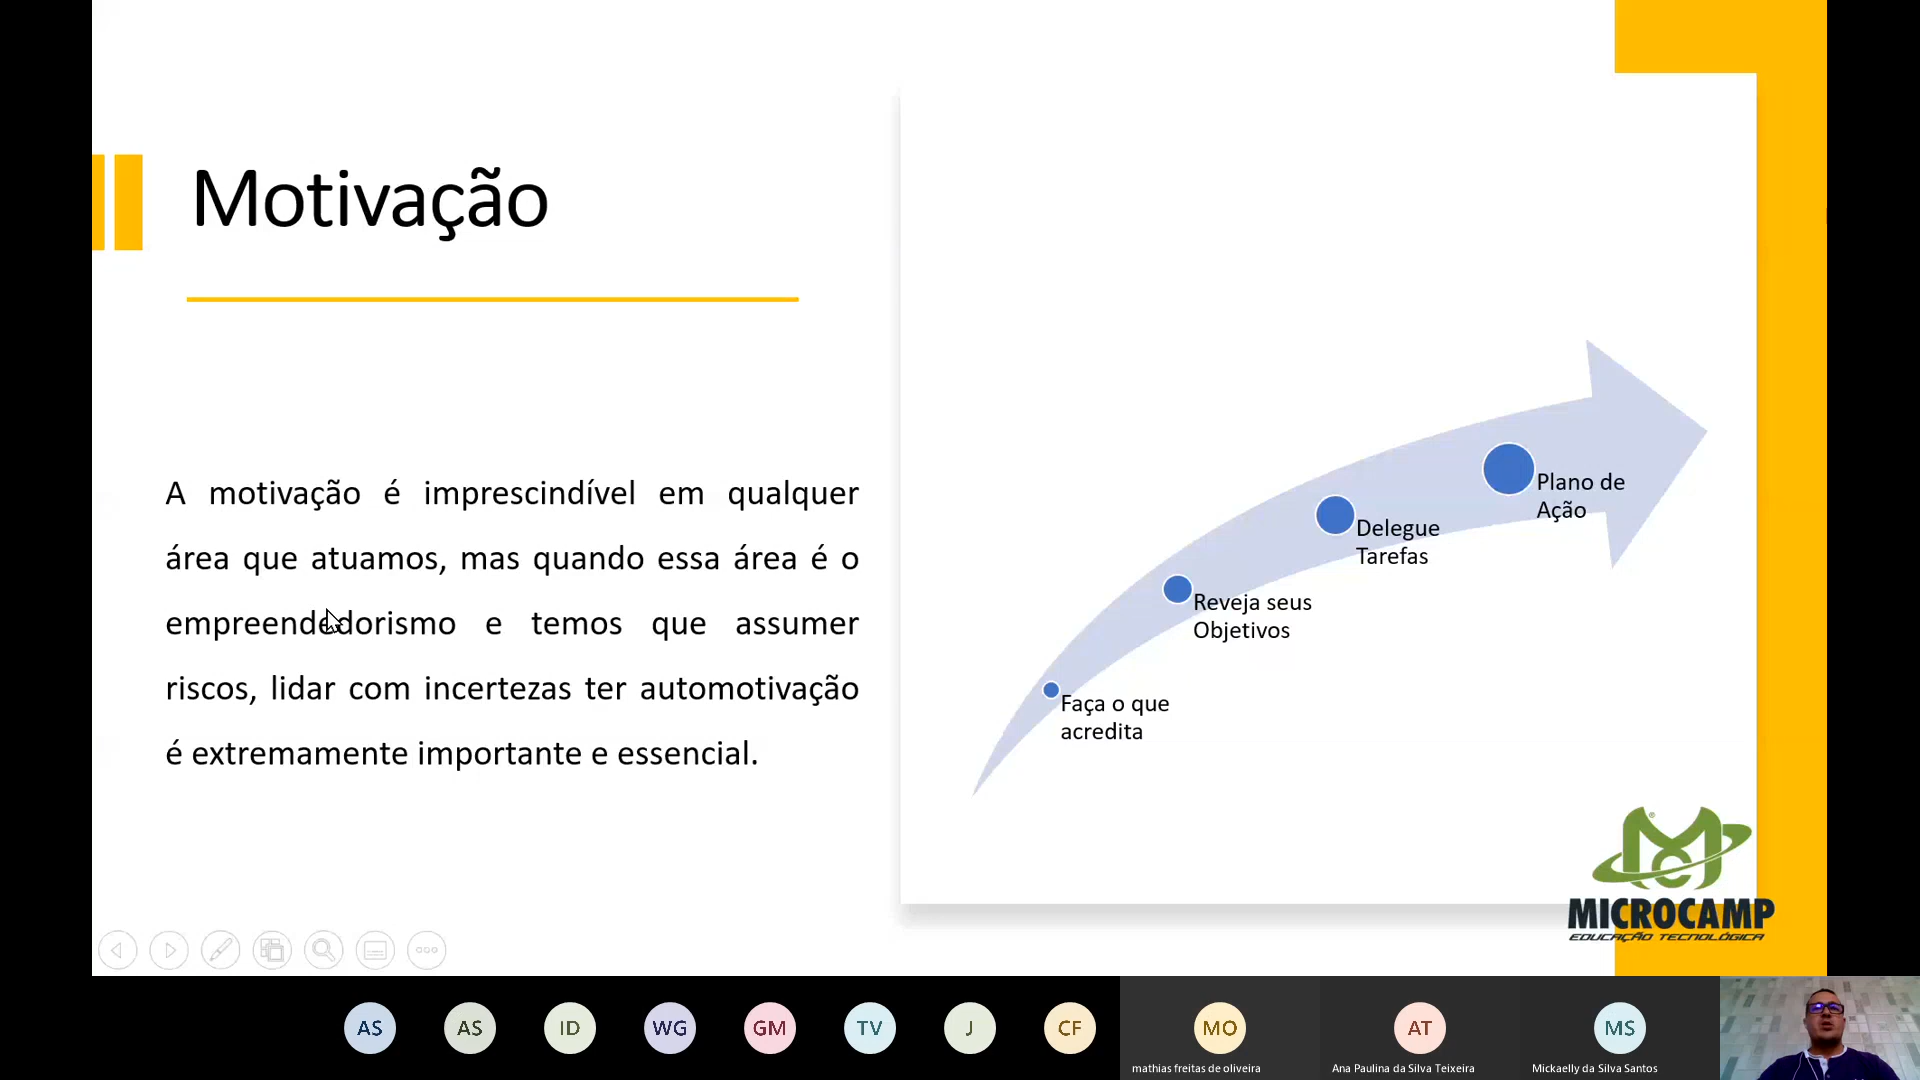 Motivação
A motivação é imprescindível em qualquer
área que atuamos, mas quando essa área é o
empreendedorismo e temos que assumer
riscos, lidar com incertezas ter automotivação
é extremamente importante e essencial.
Plano de
Ação
Delegue
Tarefas
Reveja seus
Objetivos
Faça o que
acredita
MICROCAMP
EDUCAÇÃO TECNOLÓGICA
AS
AS
ID
WG
GM
TV
J
CF
MO
AT
MS
mathias freitas de oliveira
Ana Paulina da Silva Teixeira
Mickaelly da Silva Santos